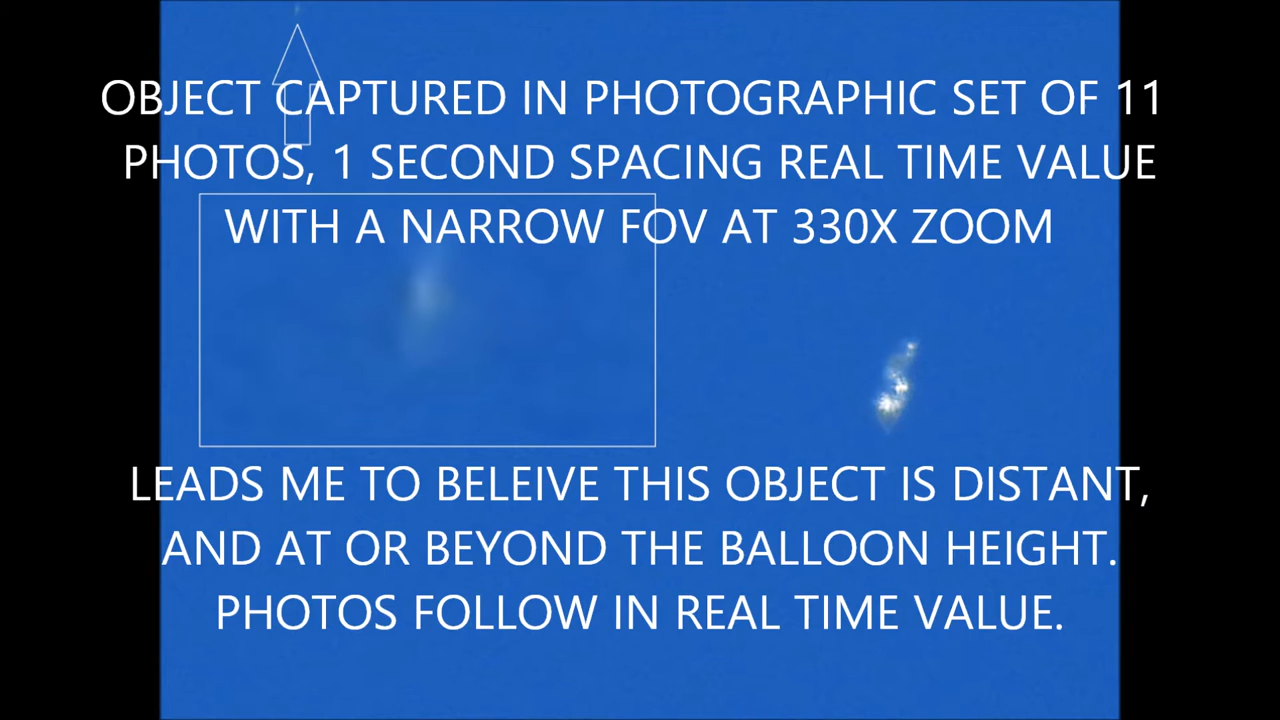 OBJECT CAPTURED IN PHOTOGRAPHIC SET OF 11
PHOTOS, 1 SECOND SPACING REAL TIME VALUE
WITH A NARROW FOV AT 330X ZOOM
LEADS ME TO BELEIVE THIS OBJECT IS DISTANT,
AND AT OR BEYOND THE BALLOON HEIGHT.
PHOTOS FOLLOW IN REAL TIME VALUE.